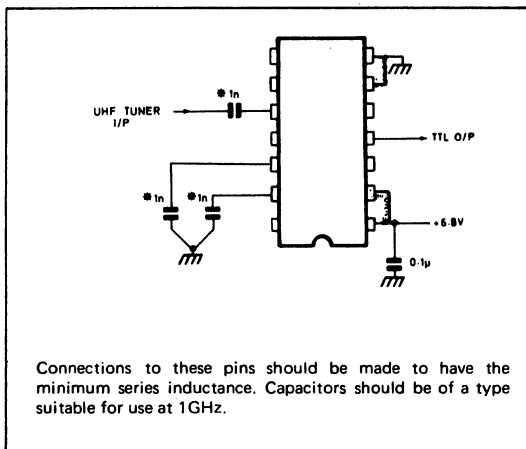 ※ 1n
UHF TUNER
I/P
TTL O/P
※ 1n
※ 1n
+6.8V
0.1μ
Connections to these pins should be made to have the
minimum series inductance. Capacitors should be of a type
suitable for use at 1GHz.